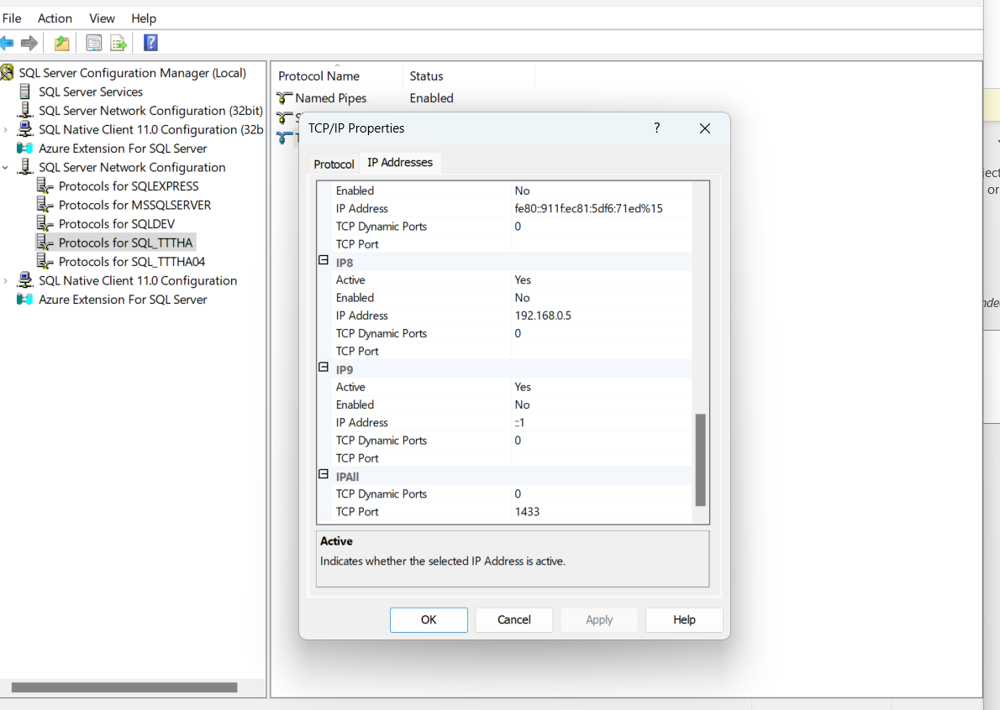 File Action View Help
SQL Server Configuration Manager (Local)
SQL Server Services
SQL Server Network Configuration (32bit)
SQL Native Client 11.0 Configuration (32b
Azure Extension For SQL Server
SQL Server Network Configuration
Protocols for SQLEXPRESS
Protocols for MSSQLSERVER
Protocols for SQLDEV
Protocols for SQL_TTTHA
Protocols for SQL_TTTHA04
SQL Native Client 11.0 Configuration
Azure Extension For SQL Server
Protocol Name Status
Named Pipes Enabled
TCP/IP Properties
Protocol IP Addresses
Enabled No
IP Address fe80::911f:ec81:5df6:71ed%15
TCP Dynamic Ports 0
TCP Port
IP8
Active Yes
Enabled No
IP Address 192.168.0.5
TCP Dynamic Ports 0
TCP Port
IP9
Active Yes
Enabled No
IP Address ::1
TCP Dynamic Ports 0
TCP Port
IPAll
TCP Dynamic Ports 0
TCP Port 1433
Active
Indicates whether the selected IP Address is active.
OK Cancel Apply Help